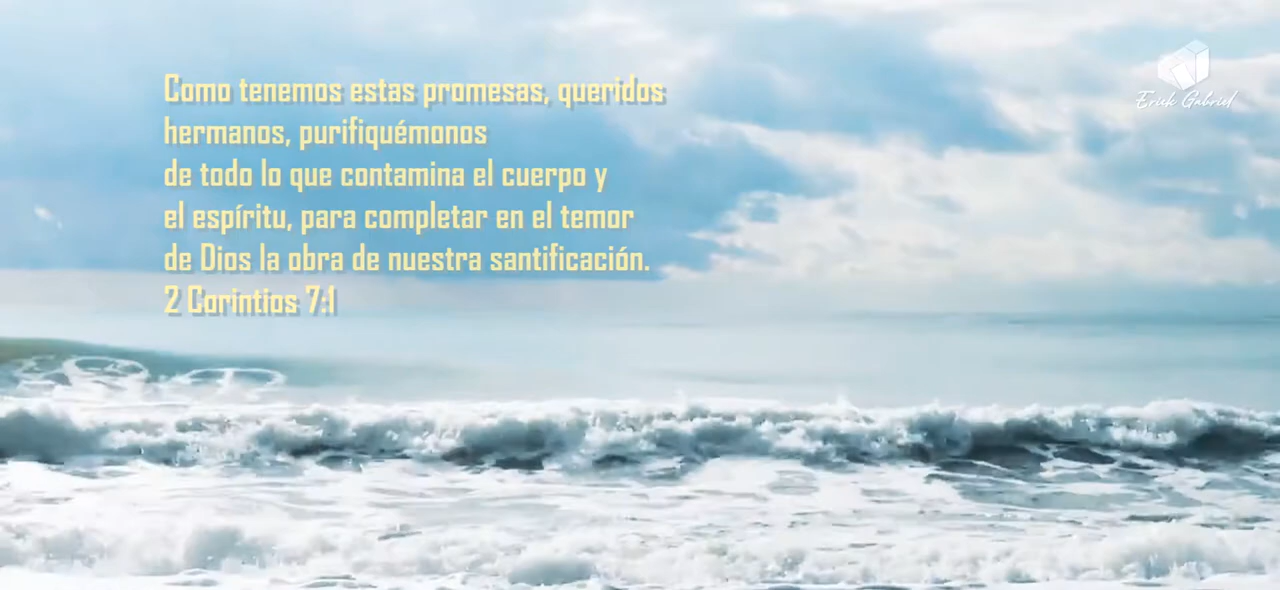 Como tenemos estas promesas, queridos
hermanos, purifiquémonos
de todo lo que contamina el cuerpo y
el espíritu, para completar en el temor
de Dios la obra de nuestra santificación.
2 Corintios 7:1
Erick Gabriel